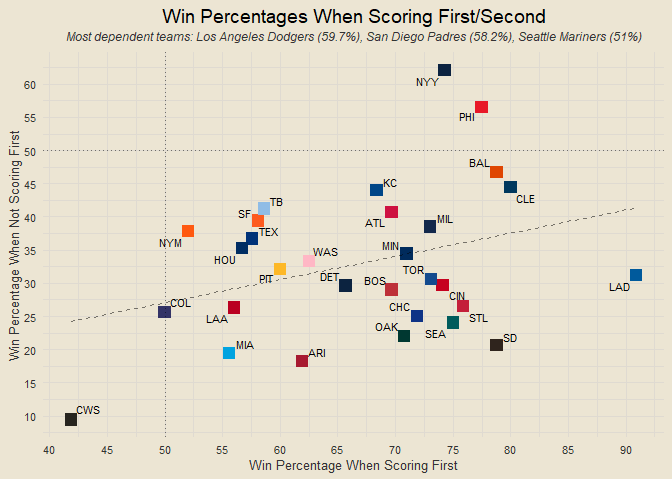 Win Percentages When Scoring First/Second
Most dependent teams: Los Angeles Dodgers (59.7%), San Diego Padres (58.2%), Seattle Mariners (51%)
Win Percentage When Not Scoring First
60
55
50
45
40
35
30
25
20
15
10
NYY
PHI
BAL
CLE
KC
TB
SF
ATL
MIL
NYM
TEX
HOU
WAS
MIN
PIT
DET
TOR
BOS
CIN
LAD
COL
LAA
CHC
STL
OAK
SEA
SD
MIA
ARI
CWS
40 45 50 55 60 65 70 75 80 85 90
Win Percentage When Scoring First